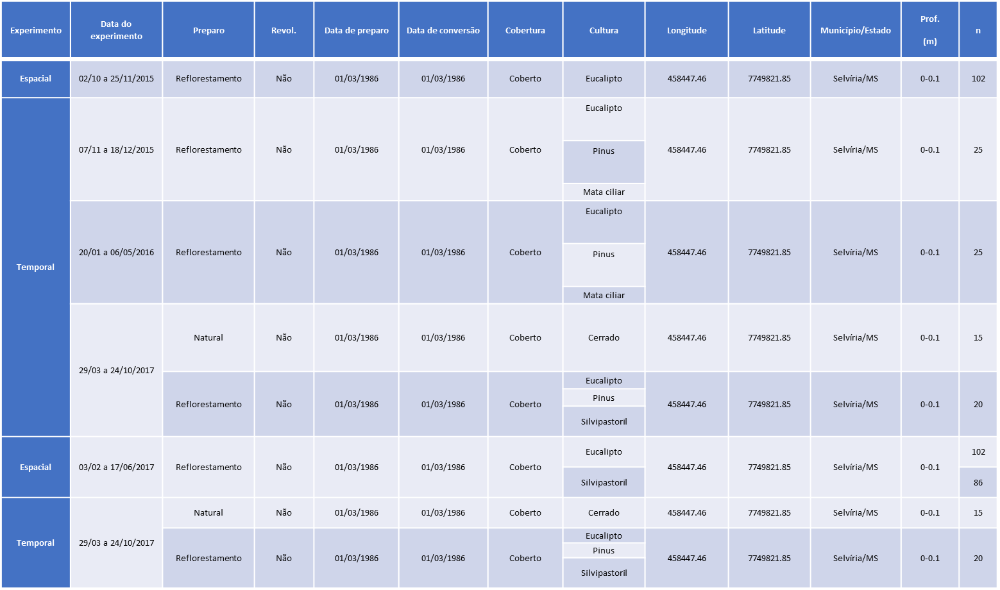 Experimento
Data do
experimento
Preparo
Revol.
Data de preparo
Data de conversão
Cobertura
Cultura
Longitude
Latitude
Município/Estado
Prof.
(m)
n
Espacial
02/10 a 25/11/2015
Reflorestamento
Não
01/03/1986
01/03/1986
Coberto
Eucalipto
458447.46
7749821.85
Selvíria/MS
0-0.1
102
Temporal
07/11 a 18/12/2015
Reflorestamento
Não
01/03/1986
01/03/1986
Coberto
Eucalipto
Pinus
Mata ciliar
458447.46
7749821.85
Selvíria/MS
0-0.1
25
20/01 a 06/05/2016
Reflorestamento
Não
01/03/1986
01/03/1986
Coberto
Eucalipto
Pinus
Mata ciliar
458447.46
7749821.85
Selvíria/MS
0-0.1
25
29/03 a 24/10/2017
Natural
Não
01/03/1986
01/03/1986
Coberto
Cerrado
458447.46
7749821.85
Selvíria/MS
0-0.1
15
Reflorestamento
Não
01/03/1986
01/03/1986
Coberto
Eucalipto
Pinus
Silvipastoril
458447.46
7749821.85
Selvíria/MS
0-0.1
20
Espacial
03/02 a 17/06/2017
Reflorestamento
Não
01/03/1986
01/03/1986
Coberto
Eucalipto
Silvipastoril
458447.46
7749821.85
Selvíria/MS
0-0.1
102
86
Temporal
29/03 a 24/10/2017
Natural
Não
01/03/1986
01/03/1986
Coberto
Cerrado
458447.46
7749821.85
Selvíria/MS
0-0.1
15
Reflorestamento
Não
01/03/1986
01/03/1986
Coberto
Eucalipto
Pinus
Silvipastoril
458447.46
7749821.85
Selvíria/MS
0-0.1
20